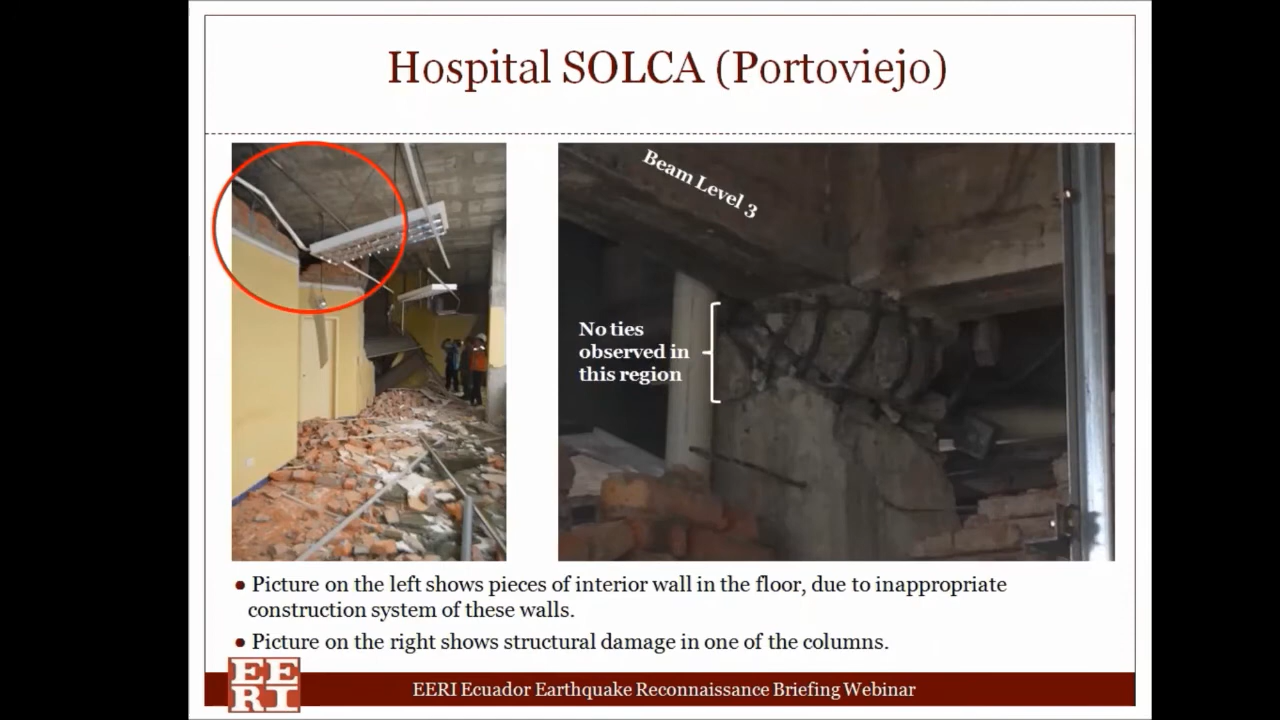 Hospital SOLCA (Portoviejo)
Beam Level 3
No ties
observed in
this region
• Picture on the left shows pieces of interior wall in the floor, due to inappropriate
construction system of these walls.
• Picture on the right shows structural damage in one of the columns.
EE
RI
EERI Ecuador Earthquake Reconnaissance Briefing Webinar